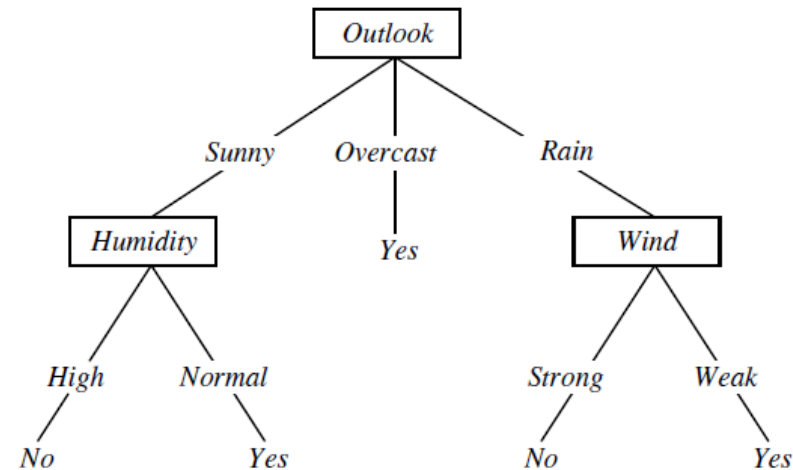 Outlook
Sunny Overcast Rain
Humidity Yes Wind
High Normal Strong Weak
No Yes No Yes